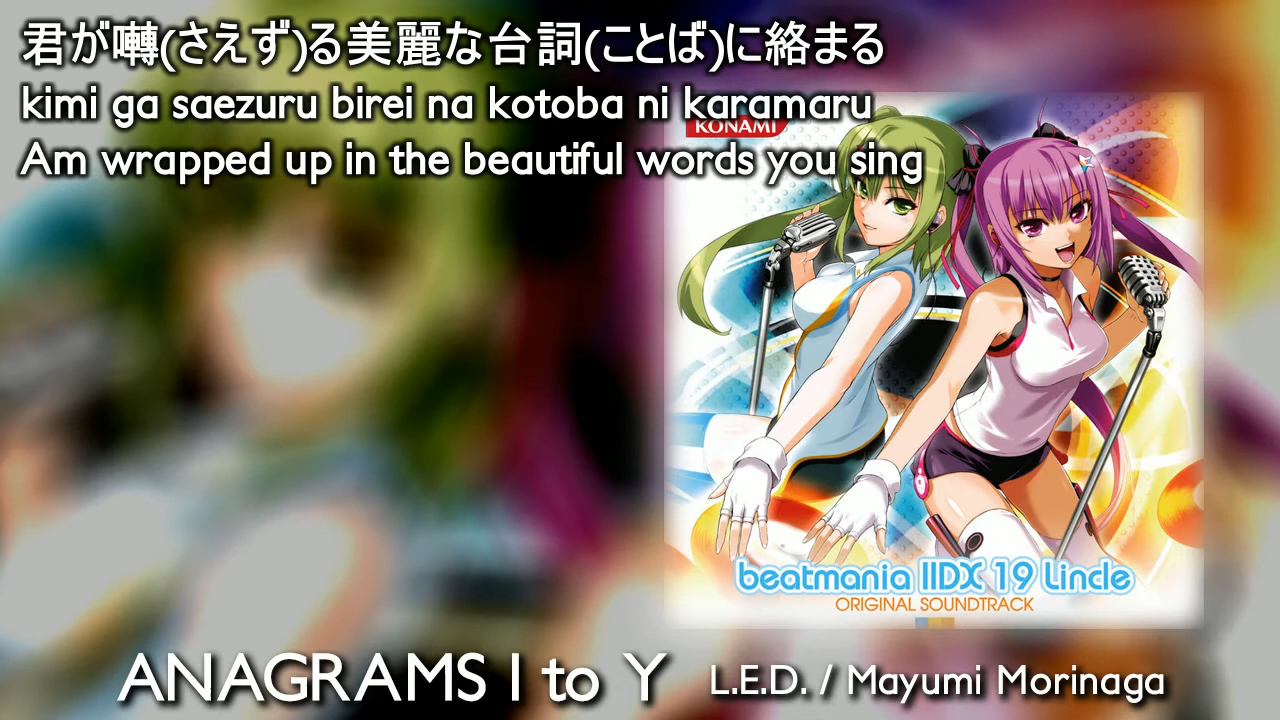 君が囀(さえず)る美麗な台詞(ことば)に絡まる
kimi ga saezuru birei na kotoba ni karamaru
Am wrapped up in the beautiful words you sing
KONAMI
beatmania IIDX 19 Lincle
ORIGINAL SOUNDTRACK
ANAGRAMS I to Y L.E.D. / Mayumi Morinaga